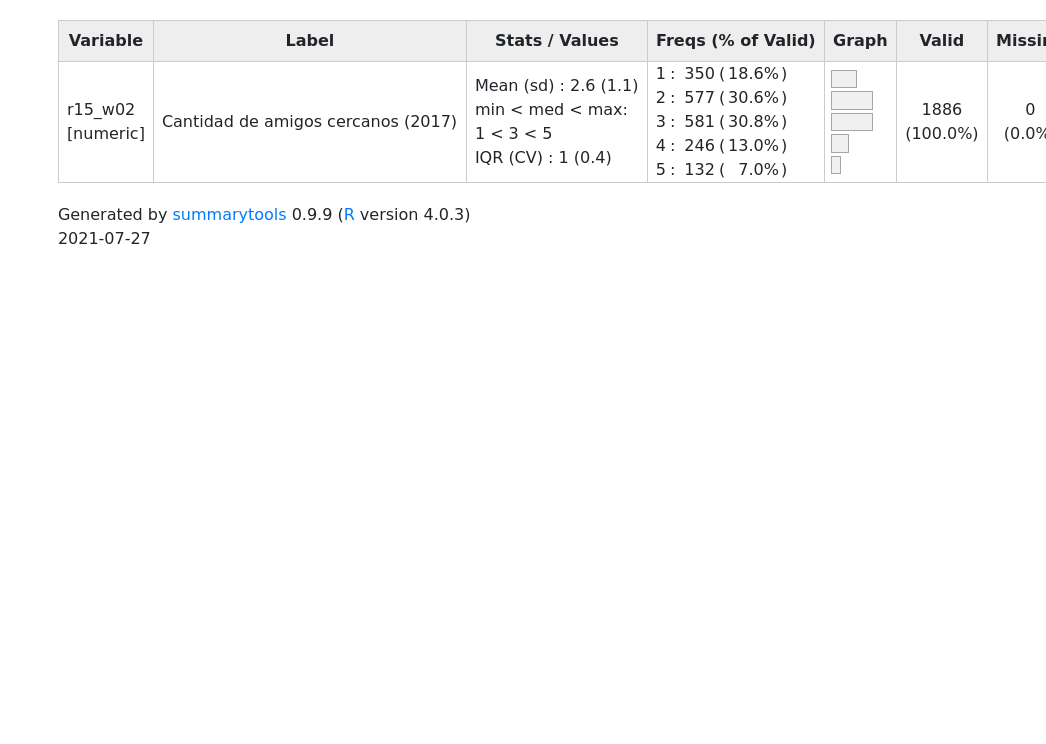 Variable Label Stats / Values Freqs (% of Valid) Graph Valid
r15_w02
[numeric]
Cantidad de amigos cercanos (2017)
Mean (sd) : 2.6 (1.1)
min < med < max:
1 < 3 < 5
IQR (CV) : 1 (0.4)
1 : 350 ( 18.6% )
2 : 577 ( 30.6% )
3 : 581 ( 30.8% )
4 : 246 ( 13.0% )
5 : 132 ( 7.0% )
1886
(100.0%)
0
(0.0%
Generated by summarytools 0.9.9 (R version 4.0.3)
2021-07-27